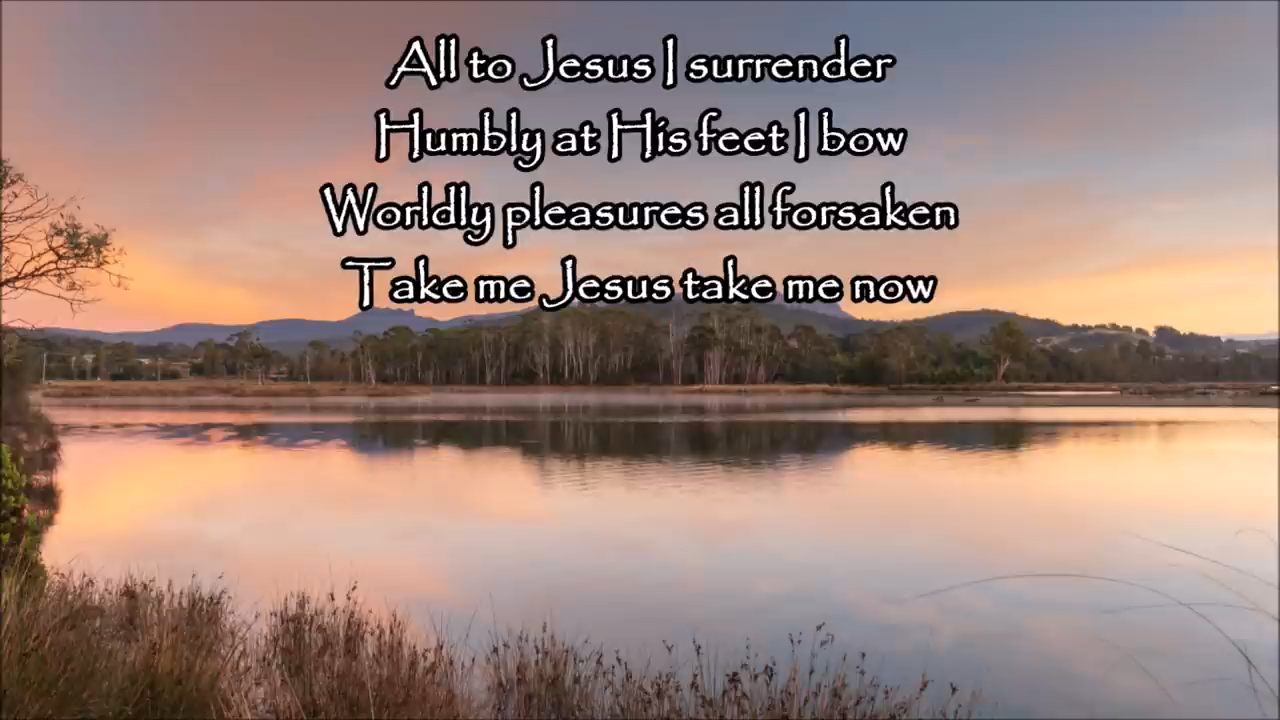 All to Jesus I surrender
Humbly at His feet I bow
Worldly pleasures all forsaken
Take me Jesus take me now